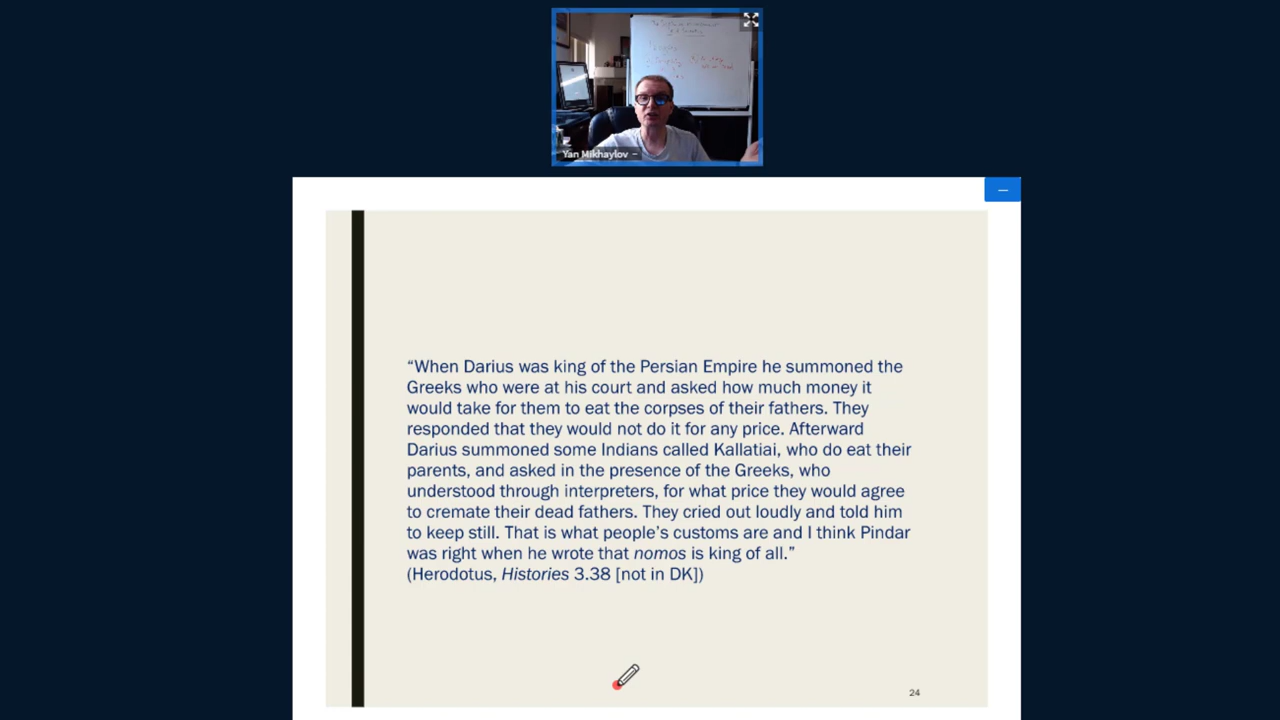 Yan Mikhaylov
“When Darius was king of the Persian Empire he summoned the
Greeks who were at his court and asked how much money it
would take for them to eat the corpses of their fathers. They
responded that they would not do it for any price. Afterward
Darius summoned some Indians called Kallatiai, who do eat their
parents, and asked in the presence of the Greeks, who
understood through interpreters, for what price they would agree
to cremate their dead fathers. They cried out loudly and told him
to keep still. That is what people’s customs are and I think Pindar
was right when he wrote that nomos is king of all.”
(Herodotus, Histories 3.38 [not in DK])
24